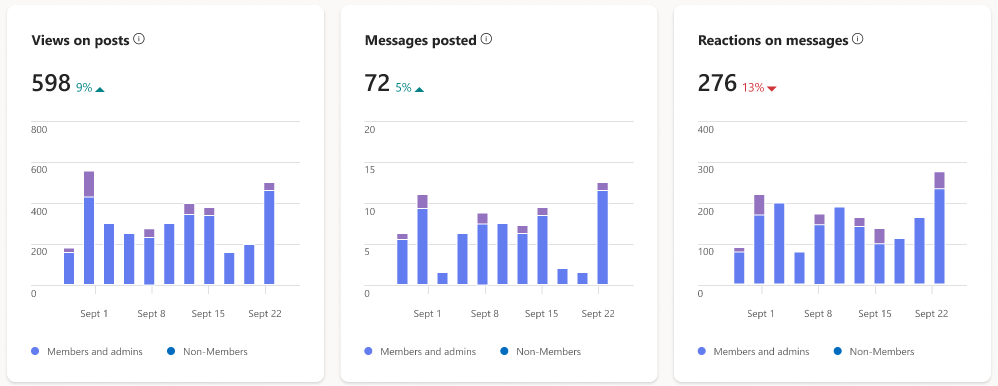 Views on posts
598 9%
800
600
400
200
0
Sept 1 Sept 8 Sept 15 Sept 22
Members and admins Non-Members
Messages posted
72 5%
20
15
10
5
0
Sept 1 Sept 8 Sept 15 Sept 22
Members and admins Non-Members
Reactions on messages
276 13%
400
300
200
100
0
Sept 1 Sept 8 Sept 15 Sept 22
Members and admins Non-Members